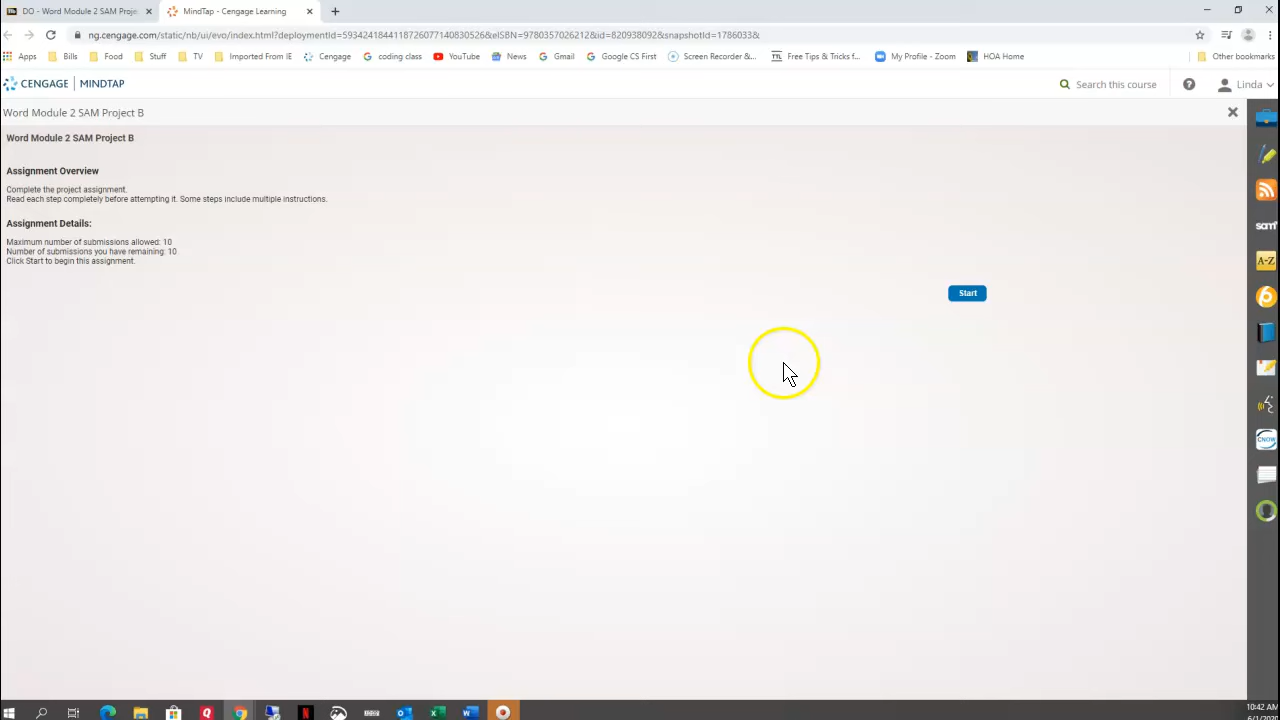 DO - Word Module 2 SAM Proje
MindTap - Cengage Learning
ng.cengage.com/static/nb/ui/evo/index.html?deploymentId=59342418441187260771408305​26&eISBN=9780357026212&id=820938092&snapshotId=1786033&
Apps Bills Food Stuff TV Imported From IE Cengage coding class YouTube News Gmail Google CS First Screen Recorder &... Free Tips & Tricks f... My Profile - Zoom HOA Home Other bookmarks
CENGAGE MINDTAP Search this course Linda
Word Module 2 SAM Project B
Word Module 2 SAM Project B
Assignment Overview
Complete the project assignment.
Read each step completely before attempting it. Some steps include multiple instructions.
Assignment Details:
Maximum number of submissions allowed: 10
Number of submissions you have remaining: 10
Click Start to begin this assignment.
Start
sam
A-Z
CNOW
10:42 AM